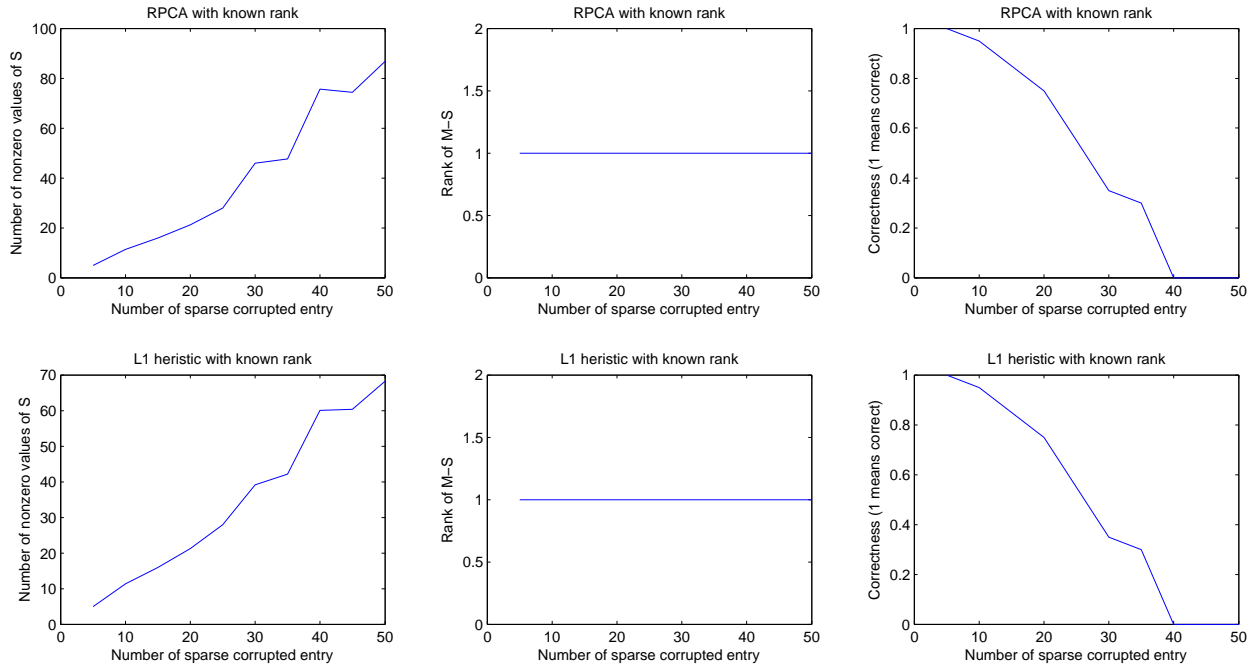 RPCA with known rank
Number of nonzero values of S
100
80
60
40
20
0
0 10 20 30 40 50
Number of sparse corrupted entry
RPCA with known rank
Rank of M−S
2
1.5
1
0.5
0
0 10 20 30 40 50
Number of sparse corrupted entry
RPCA with known rank
Correctness (1 means correct)
1
0.8
0.6
0.4
0.2
0
0 10 20 30 40 50
Number of sparse corrupted entry
L1 heristic with known rank
Number of nonzero values of S
70
60
50
40
30
20
10
0
0 10 20 30 40 50
Number of sparse corrupted entry
L1 heristic with known rank
Rank of M−S
2
1.5
1
0.5
0
0 10 20 30 40 50
Number of sparse corrupted entry
L1 heristic with known rank
Correctness (1 means correct)
1
0.8
0.6
0.4
0.2
0
0 10 20 30 40 50
Number of sparse corrupted entry